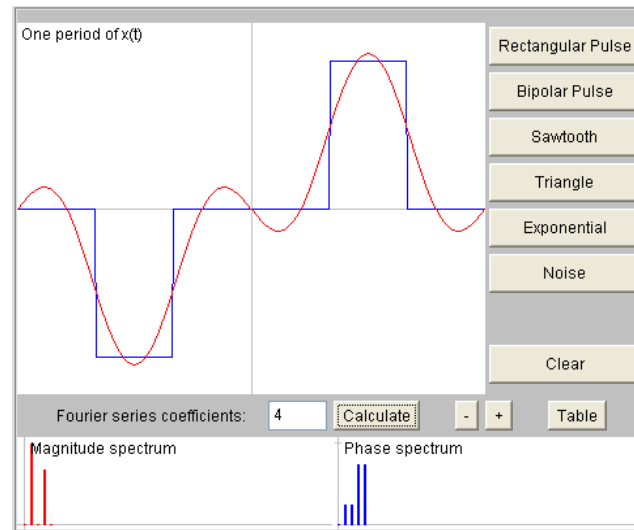 One period of x(t)
Rectangular Pulse
Bipolar Pulse
Sawtooth
Triangle
Exponential
Noise
Clear
Fourier series coefficients: 4 Calculate - + Table
Magnitude spectrum
Phase spectrum